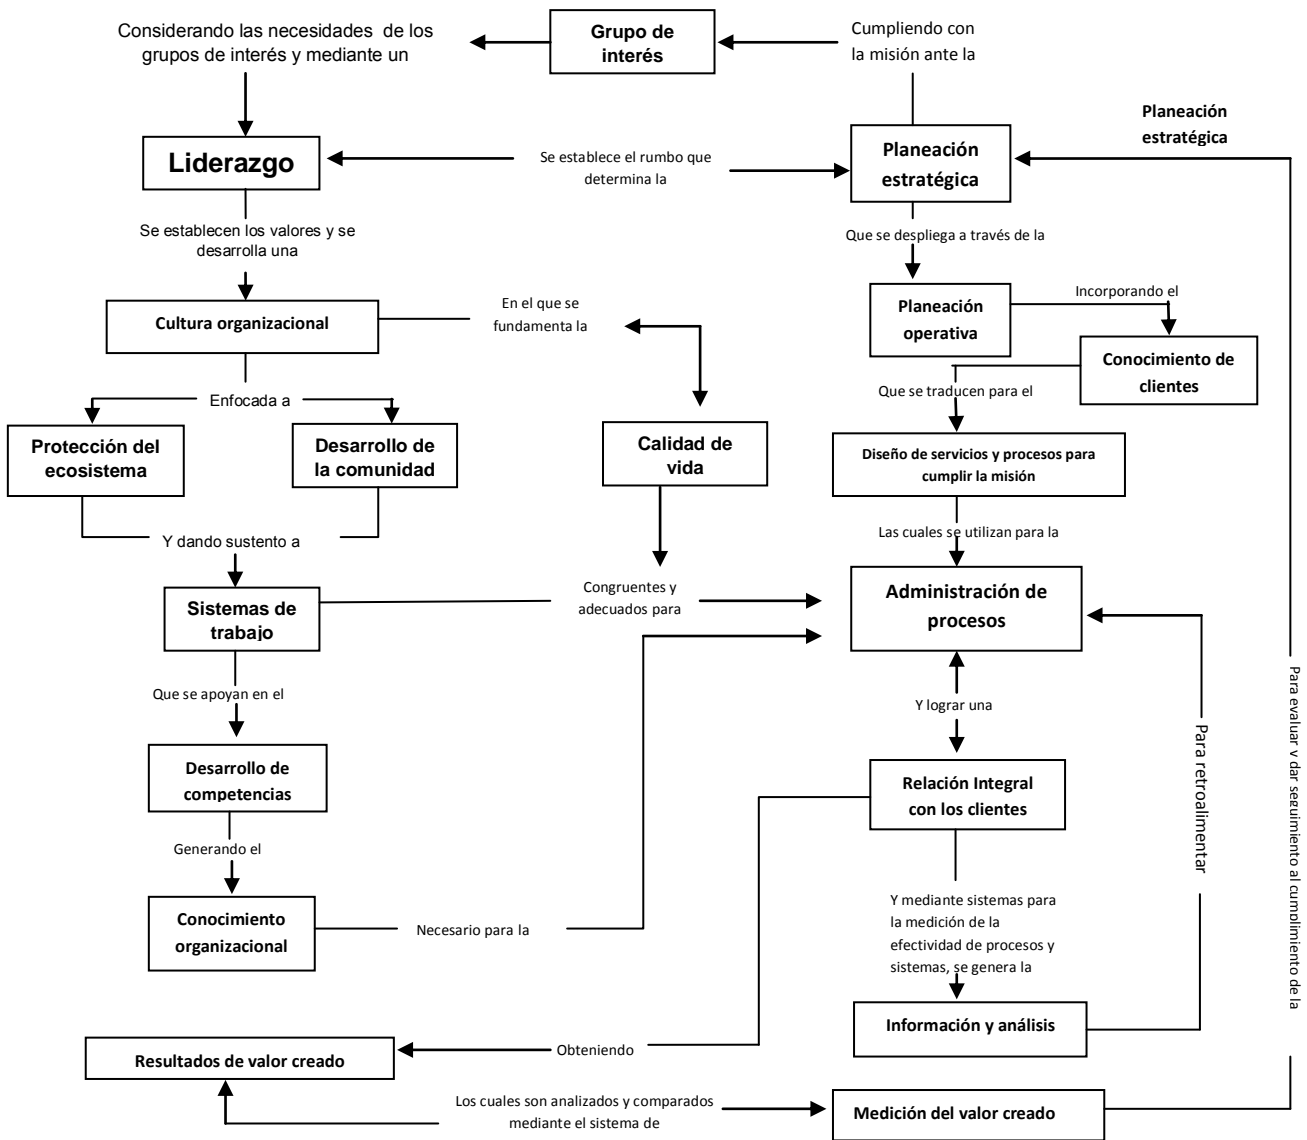 Considerando las necesidades  de los
grupos de interés y mediante un
Grupo de
interés
Cumpliendo con
la misión ante la
Planeación
estratégica
Liderazgo
Se establece el rumbo que
determina la
Planeación
estratégica
Se establecen los valores y se
desarrolla una
Que se despliega a través de la
Cultura organizacional
En el que se
fundamenta la
Planeación
operativa
Incorporando el
Conocimiento de
clientes
Enfocada a
Que se traducen para el
Protección del
ecosistema
Desarrollo de
la comunidad
Calidad de
vida
Diseño de servicios y procesos para
cumplir la misión
Y dando sustento a
Las cuales se utilizan para la
Sistemas de
trabajo
Congruentes y
adecuados para
Administración de
procesos
Que se apoyan en el
Y lograr una
Para retroalimentar
Para evaluar y dar seguimiento al cumplimiento de la
Desarrollo de
competencias
Relación Integral
con los clientes
Generando el
Conocimiento
organizacional
Necesario para la
Y mediante sistemas para
la medición de la
efectividad de procesos y
sistemas, se genera la
Información y análisis
Resultados de valor creado
Obteniendo
Los cuales son analizados y comparados
mediante el sistema de
Medición del valor creado